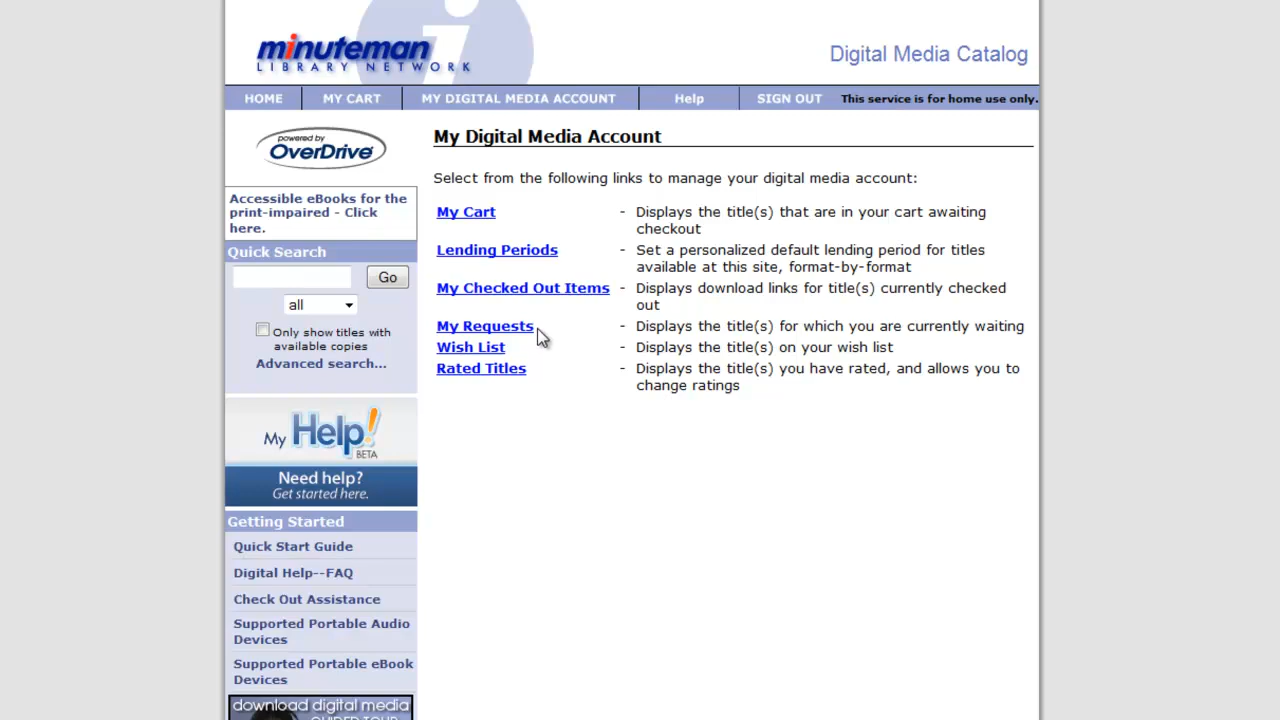 minuteman
LIBRARY NETWORK
Digital Media Catalog
HOME
MY CART
MY DIGITAL MEDIA ACCOUNT
Help
SIGN OUT
This service is for home use only.
powered by
OverDrive
Accessible eBooks for the
print-impaired - Click
here.
Quick Search
Go
all
Only show titles with
available copies
Advanced search...
My Help!
BETA
Need help?
Get started here.
Getting Started
Quick Start Guide
Digital Help--FAQ
Check Out Assistance
Supported Portable Audio
Devices
Supported Portable eBook
Devices
download digital media
GUIDED TOUR
My Digital Media Account
Select from the following links to manage your digital media account:
My Cart - Displays the title(s) that are in your cart awaiting
checkout
Lending Periods - Set a personalized default lending period for titles
available at this site, format-by-format
My Checked Out Items - Displays download links for title(s) currently checked
out
My Requests - Displays the title(s) for which you are currently waiting
Wish List - Displays the title(s) on your wish list
Rated Titles - Displays the title(s) you have rated, and allows you to
change ratings